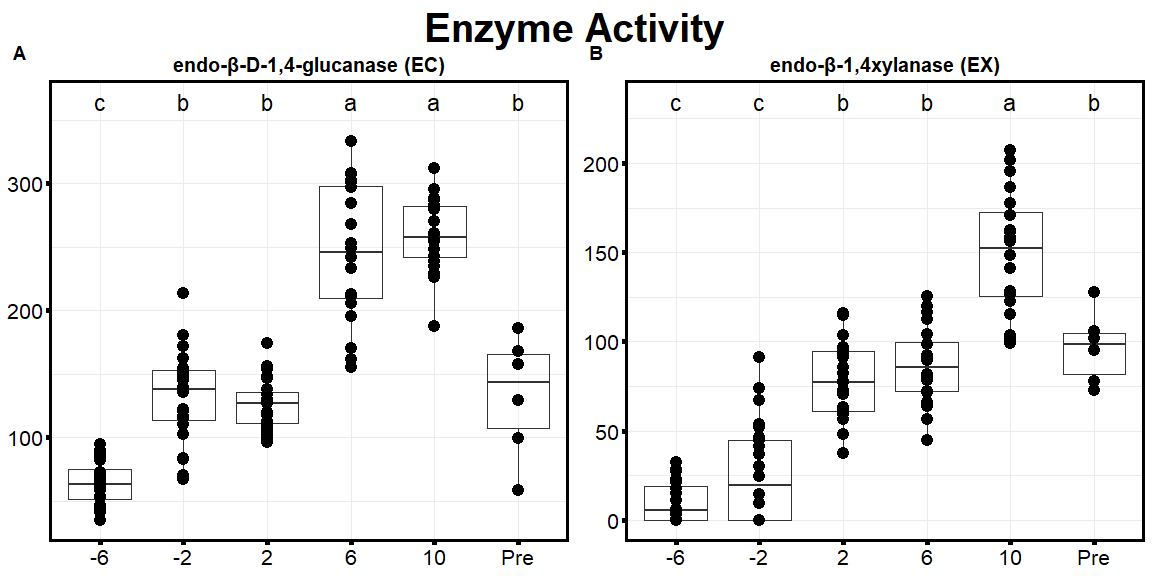 Enzyme Activity
A
endo-β-D-1,4-glucanase (EC)
c b b a a b
300
200
100
-6 -2 2 6 10 Pre
B
endo-β-1,4xylanase (EX)
c c b b a b
200
150
100
50
0
-6 -2 2 6 10 Pre